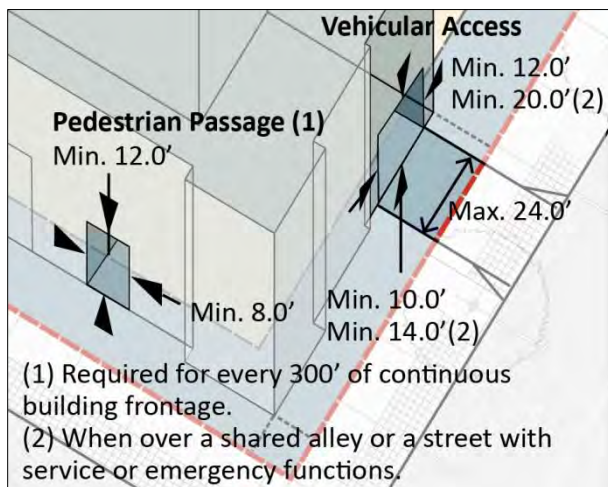 Vehicular Access
Min. 12.0’
Min. 20.0’(2)
Pedestrian Passage (1)
Min. 12.0’
Max. 24.0’
Min. 8.0’
Min. 10.0’
Min. 14.0’(2)
(1) Required for every 300’ of continuous
building frontage.
(2) When over a shared alley or a street with
service or emergency functions.